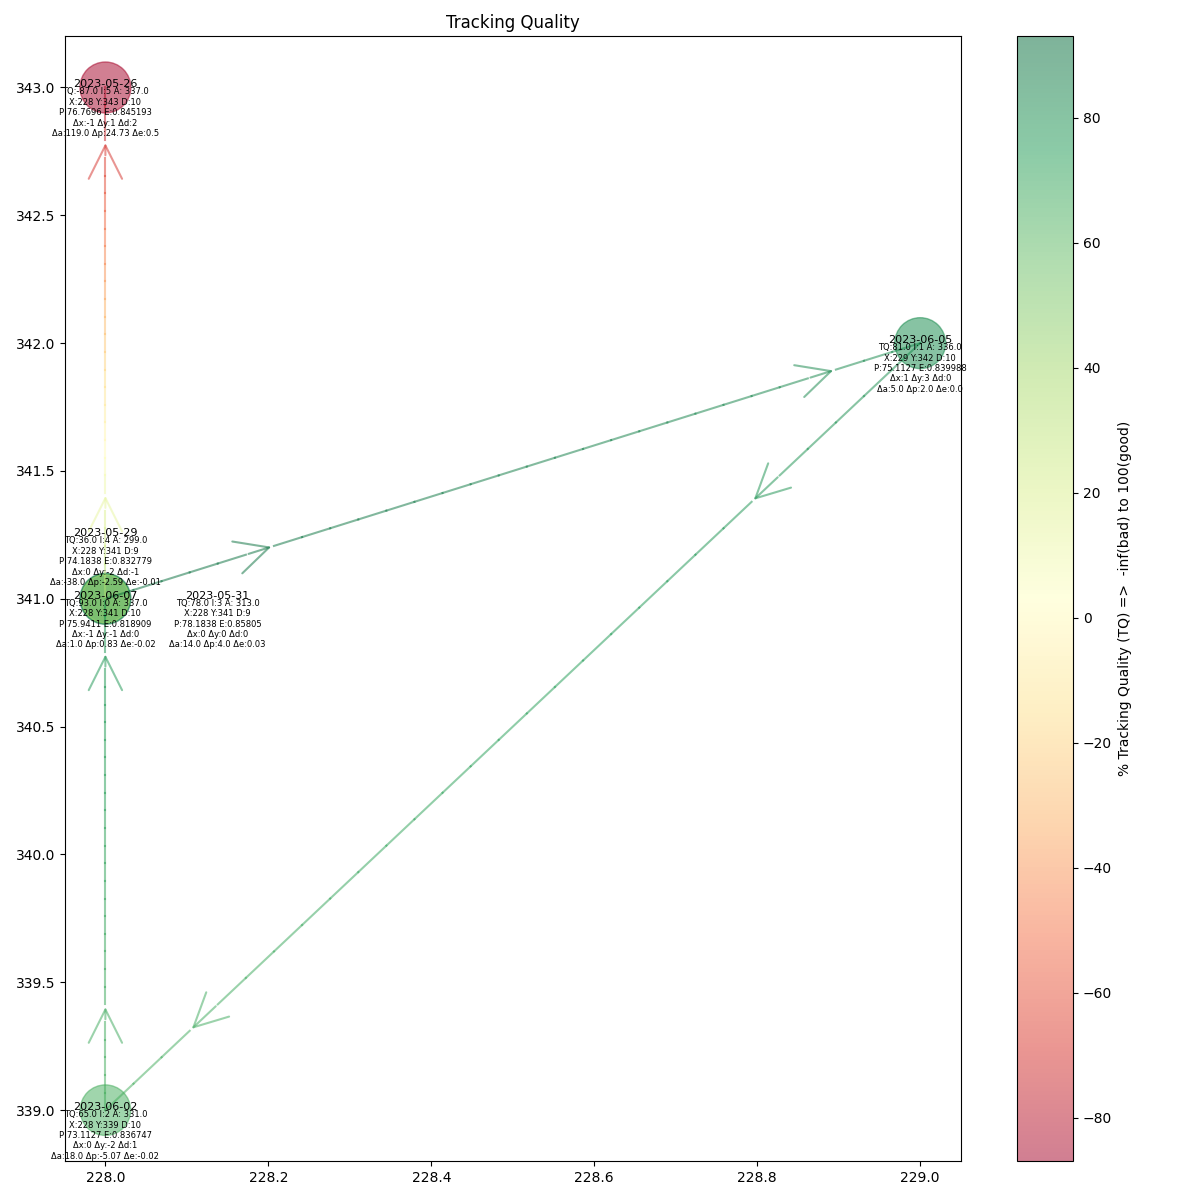 Tracking Quality
343.0
342.5
342.0
341.5
341.0
340.5
340.0
339.5
339.0
228.0
228.2
228.4
228.6
228.8
229.0
2023-05-26
TQ:-87.0 I:5 A: 337.0
X:228 Y:343 D:10
P:76.7696 E:0.845193
Δx:-1 Δy:1 Δd:2
Δa:119.0 Δp:24.73 Δe:0.5
2023-06-05
TQ:81.0 I:1 A: 336.0
X:229 Y:342 D:10
P:75.1127 E:0.839988
Δx:1 Δy:3 Δd:0
Δa:5.0 Δp:2.0 Δe:0.0
2023-05-29
TQ:36.0 I:4 A: 299.0
X:228 Y:341 D:9
P:74.1838 E:0.832779
Δx:0 Δy:-2 Δd:-1
Δa:-38.0 Δp:-2.59 Δe:-0.01
2023-06-07
TQ:93.0 I:0 A: 337.0
X:228 Y:341 D:10
P:75.9411 E:0.818909
Δx:-1 Δy:-1 Δd:0
Δa:1.0 Δp:0.83 Δe:-0.02
2023-05-31
TQ:78.0 I:3 A: 313.0
X:228 Y:341 D:9
P:78.1838 E:0.85805
Δx:0 Δy:0 Δd:0
Δa:14.0 Δp:4.0 Δe:0.03
2023-06-02
TQ:65.0 I:2 A: 331.0
X:228 Y:339 D:10
P:73.1127 E:0.836747
Δx:0 Δy:-2 Δd:1
Δa:18.0 Δp:-5.07 Δe:-0.02
80
60
40
20
0
−20
−40
−60
−80
% Tracking Quality (TQ) => -inf(bad) to 100(good)